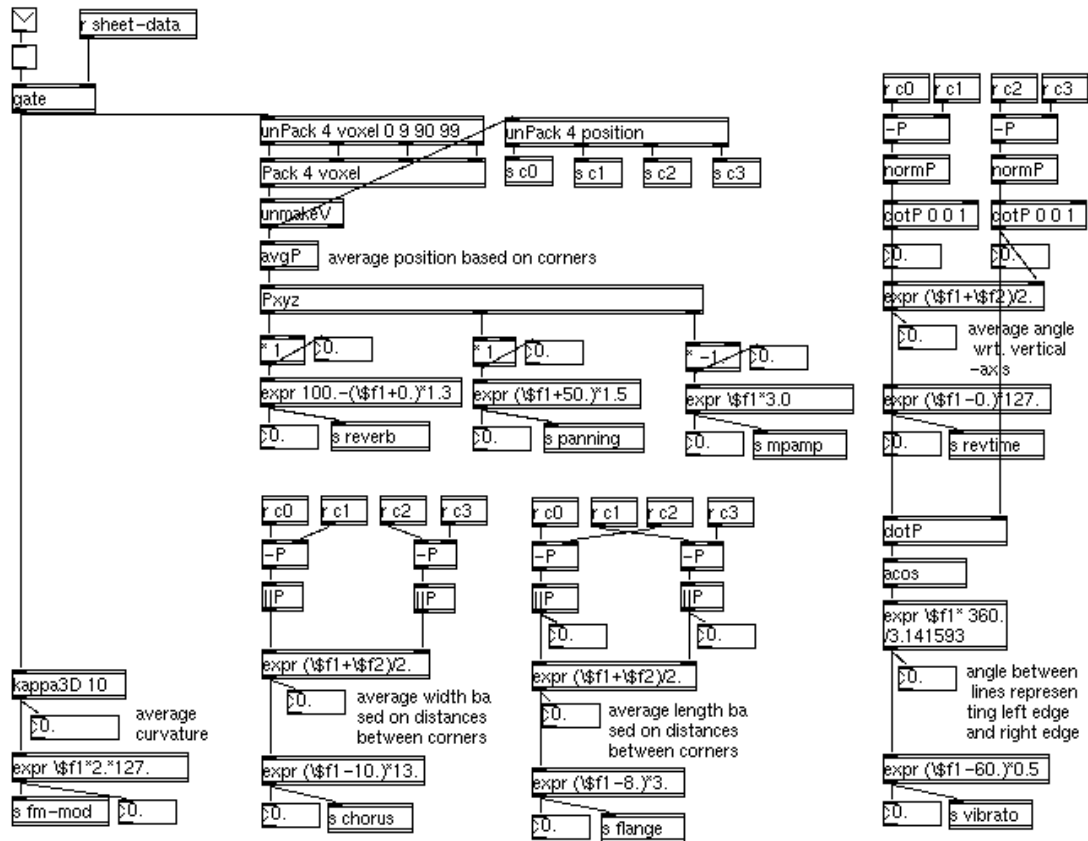 r sheet-data
gate
unPack 4 voxel 0 9 90 99
unPack 4 position
Pack 4 voxel
s c0 s c1 s c2 s c3
unmakeV
avgP
average position based on corners
Pxyz
* 1 0.
* 1 0.
* -1 0.
expr 100.-(\$f1+0.)*1.3
expr (\$f1+50.)*1.5
expr \$f1*3.0
0. s reverb
0. s panning
0. s mpamp
r c0 r c1 r c2 r c3
-P -P
normP normP
dotP 0 0 1 dotP 0 0 1
0. 0.
expr (\$f1+\$f2)/2.
0.
average angle
wrt. vertical
-axis
expr (\$f1-0.)*127.
0. s revtime
dotP
acos
expr \$f1* 360.
/3.141593
0.
angle between
lines represen
ting left edge
and right edge
expr (\$f1-60.)*0.5
0. s vibrato
r c0 r c1 r c2 r c3
-P -P
||P ||P
expr (\$f1+\$f2)/2.
0.
average width ba
sed on distances
between corners
expr (\$f1-10.)*13.
0. s chorus
r c0 r c1 r c2 r c3
-P -P
||P ||P
0. 0.
expr (\$f1+\$f2)/2.
0.
average length ba
sed on distances
between corners
expr (\$f1-8.)*3.
0. s flange
kappa3D 10
0.
average
curvature
expr \$f1*2.*127.
s fm-mod 0.